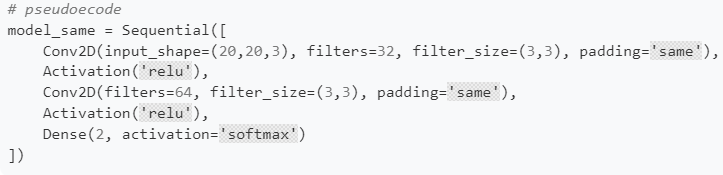 # pseudoecode
model_same = Sequential([
    Conv2D(input_shape=(20,20,3), filters=32, filter_size=(3,3), padding='same'),
    Activation('relu'),
    Conv2D(filters=64, filter_size=(3,3), padding='same'),
    Activation('relu'),
    Dense(2, activation='softmax')
])